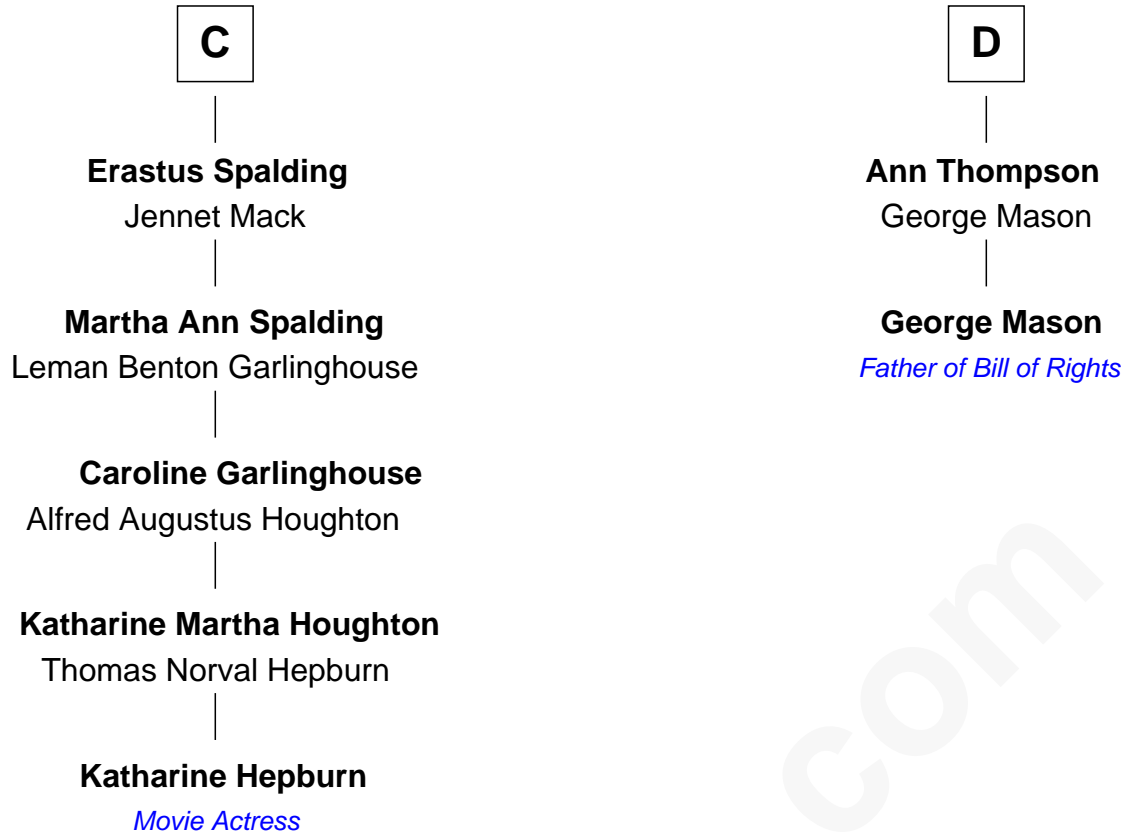 C
Erastus Spalding
Jennet Mack
Martha Ann Spalding
Leman Benton Garlinghouse
Caroline Garlinghouse
Alfred Augustus Houghton
Katharine Martha Houghton
Thomas Norval Hepburn
Katharine Hepburn
Movie Actress
D
Ann Thompson
George Mason
George Mason
Father of Bill of Rights
com